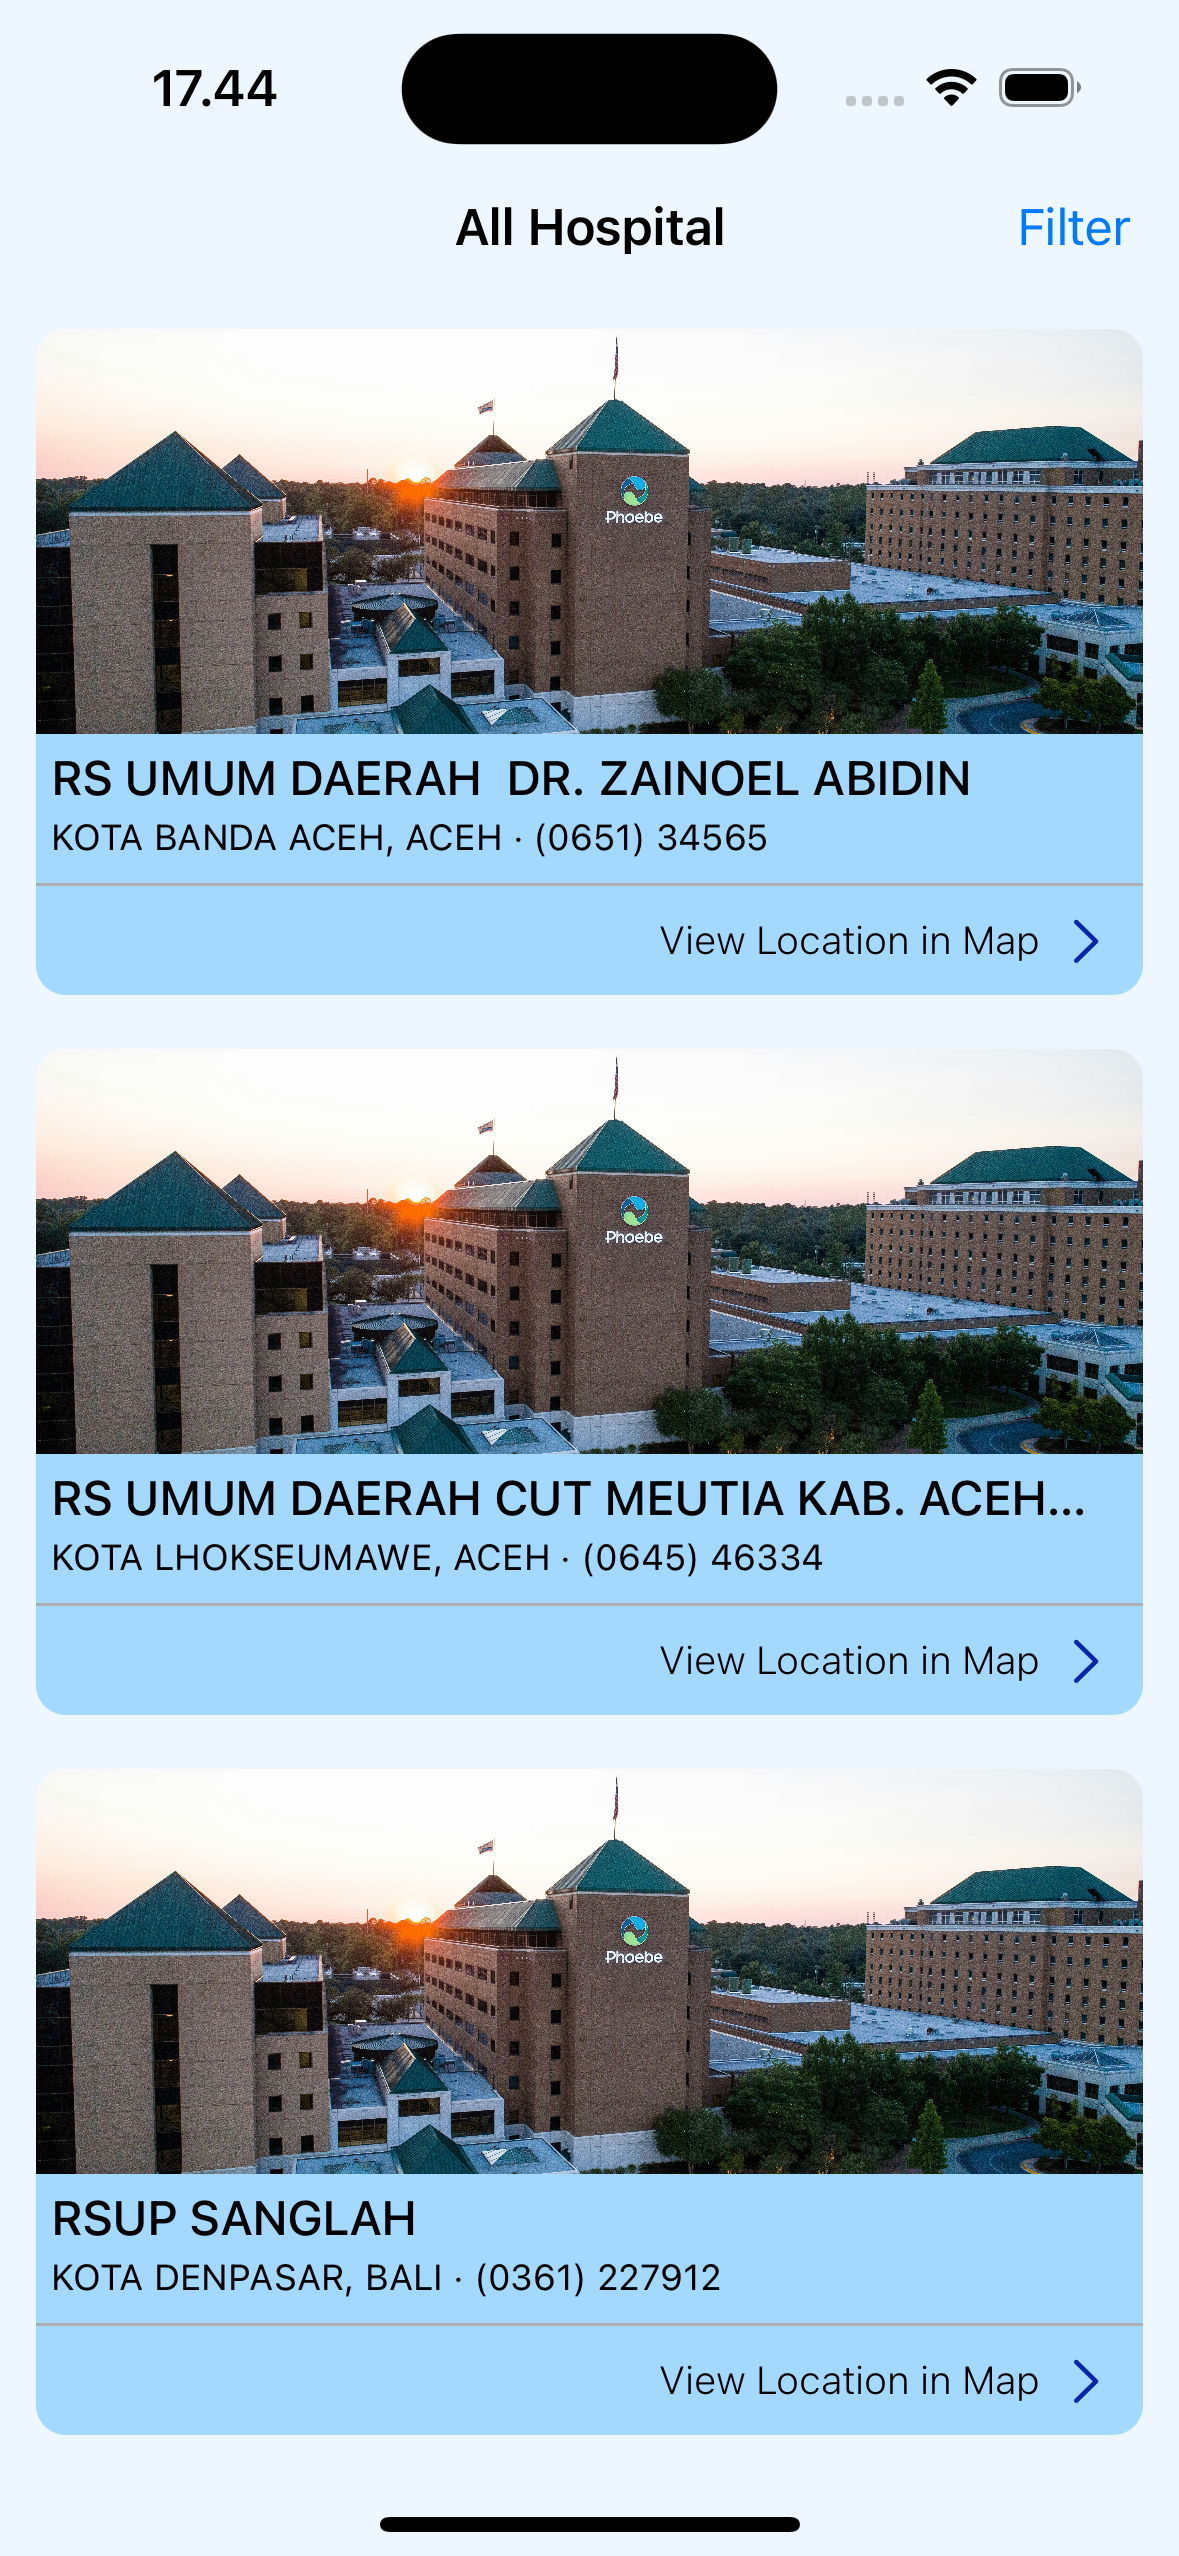 17.44
All Hospital
Filter
Phoebe
RS UMUM DAERAH  DR. ZAINOEL ABIDIN
KOTA BANDA ACEH, ACEH · (0651) 34565
View Location in Map
Phoebe
RS UMUM DAERAH CUT MEUTIA KAB. ACEH...
KOTA LHOKSEUMAWE, ACEH · (0645) 46334
View Location in Map
Phoebe
RSUP SANGLAH
KOTA DENPASAR, BALI · (0361) 227912
View Location in Map